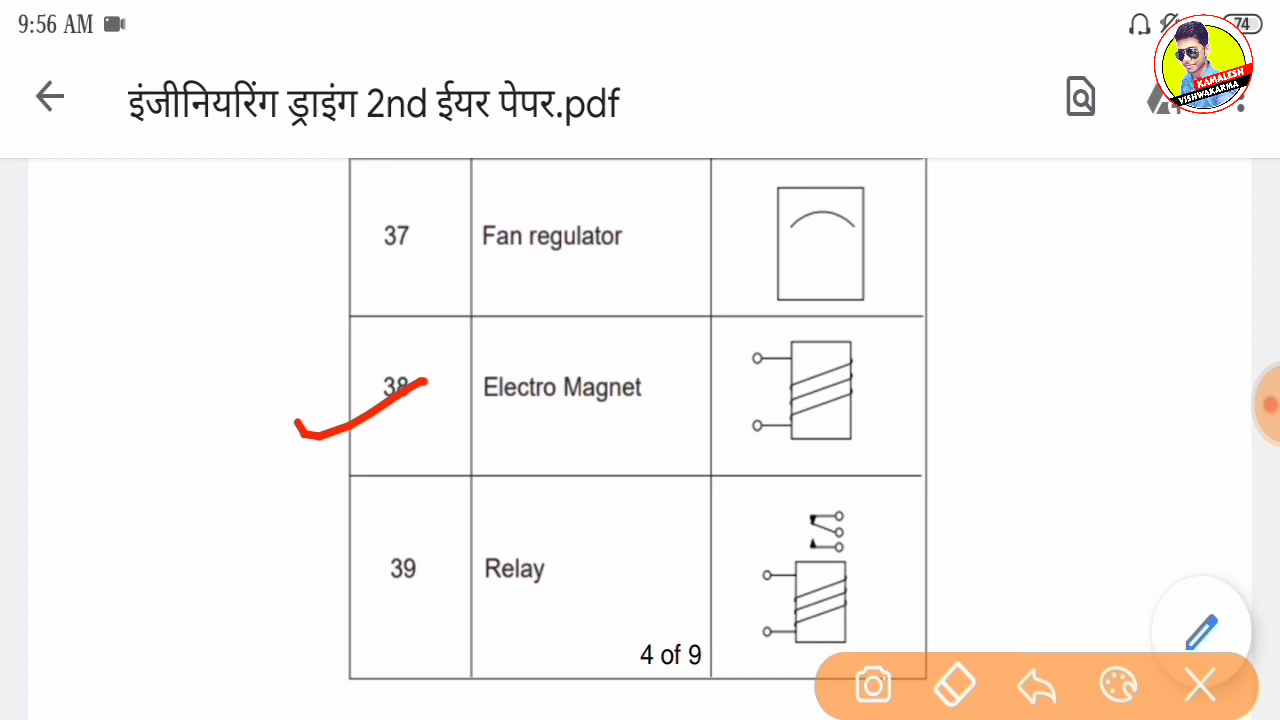 9:56 AM
74
इंजीनियरिंग ड्राइंग 2nd ईयर पेपर.pdf
KAMALESH
VISHWAKARMA
37 Fan regulator
38 Electro Magnet
39 Relay
4 of 9